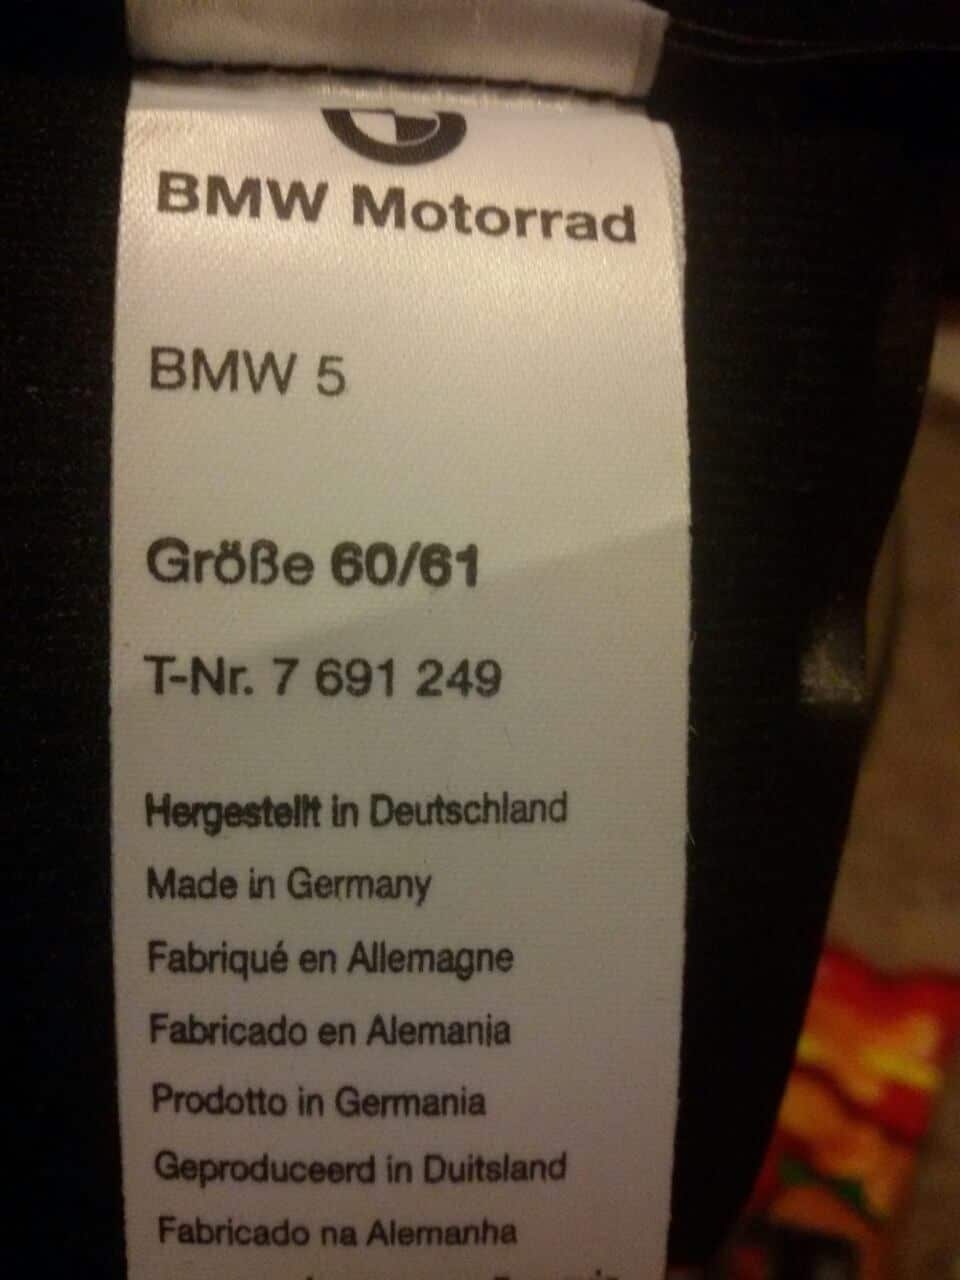 BMW Motorrad
BMW 5
Größe 60/61
T-Nr. 7 691 249
Hergestellt in Deutschland
Made in Germany
Fabriqué en Allemagne
Fabricado en Alemania
Prodotto in Germania
Geproduceerd in Duitsland
Fabricado na Alemanha